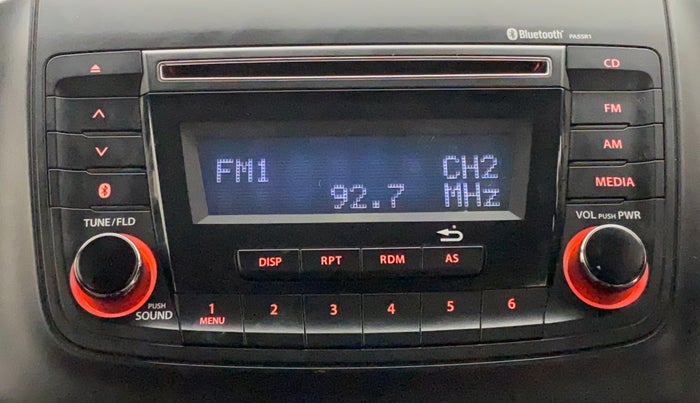 Bluetooth® PA5SR1
CD
FM
AM
MEDIA
FM1 CH2
92.7 MHz
TUNE/FLD
VOL PUSH PWR
DISP RPT RDM AS
PUSH
SOUND
1 2 3 4 5 6
MENU